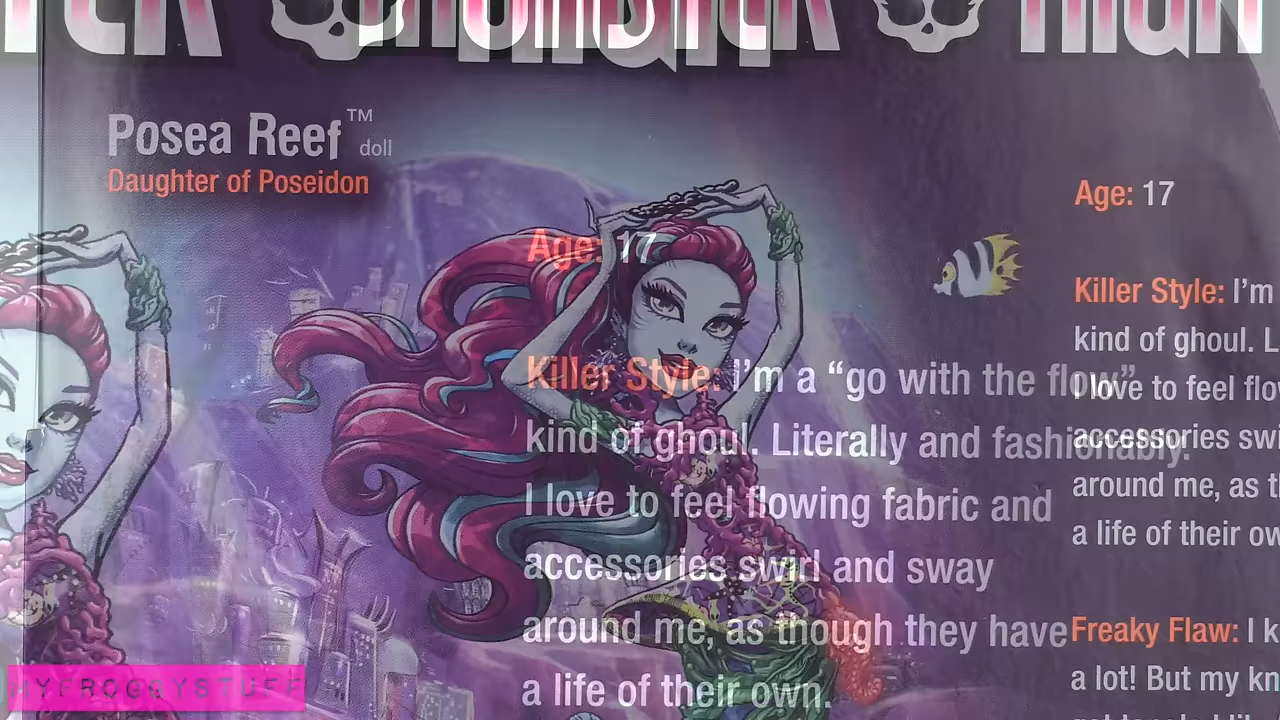 MONSTER HIGH
Posea Reef™ doll
Daughter of Poseidon
Age: 17
Killer Style: I'm a “go with the flow”
kind of ghoul. Literally and fashionably.
I love to feel flowing fabric and
accessories swirl and sway
around me, as though they have
a life of their own.
Age: 17
Killer Style: I'm
kind of ghoul. L
I love to feel flo
accessories swi
around me, as t
a life of their ow
Freaky Flaw: I k
a lot! But my kn
MYFROGGYSTUFF